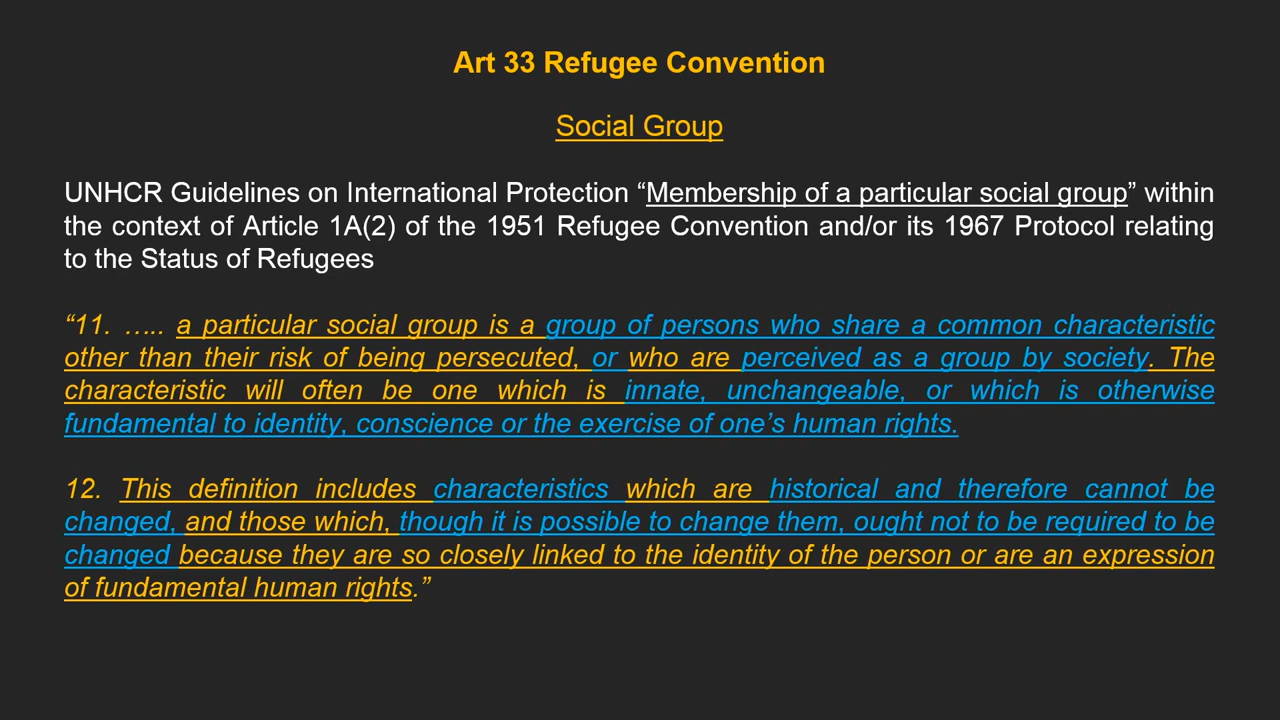 Art 33 Refugee Convention
Social Group
UNHCR Guidelines on International Protection “Membership of a particular social group” within
the context of Article 1A(2) of the 1951 Refugee Convention and/or its 1967 Protocol relating
to the Status of Refugees
“11. ….. a particular social group is a group of persons who share a common characteristic
other than their risk of being persecuted, or who are perceived as a group by society. The
characteristic will often be one which is innate, unchangeable, or which is otherwise
fundamental to identity, conscience or the exercise of one’s human rights.
12. This definition includes characteristics which are historical and therefore cannot be
changed, and those which, though it is possible to change them, ought not to be required to be
changed because they are so closely linked to the identity of the person or are an expression
of fundamental human rights.”